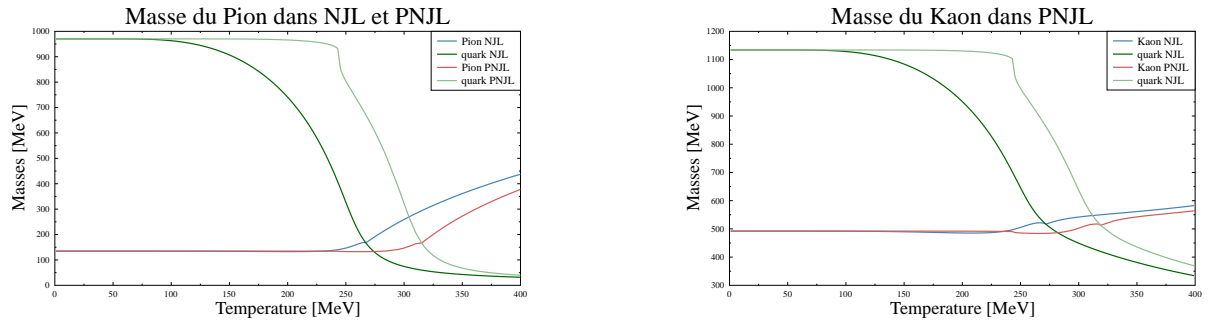 Masse du Pion dans NJL et PNJL
Masses [MeV]
1000
900
800
700
600
500
400
300
200
100
0
Pion NJL
quark NJL
Pion PNJL
quark PNJL
0 50 100 150 200 250 300 350 400
Temperature [MeV]
Masse du Kaon dans PNJL
Masses [MeV]
1200
1100
1000
900
800
700
600
500
400
300
Kaon NJL
quark NJL
Kaon PNJL
quark NJL
0 50 100 150 200 250 300 350 400
Temperature [MeV]